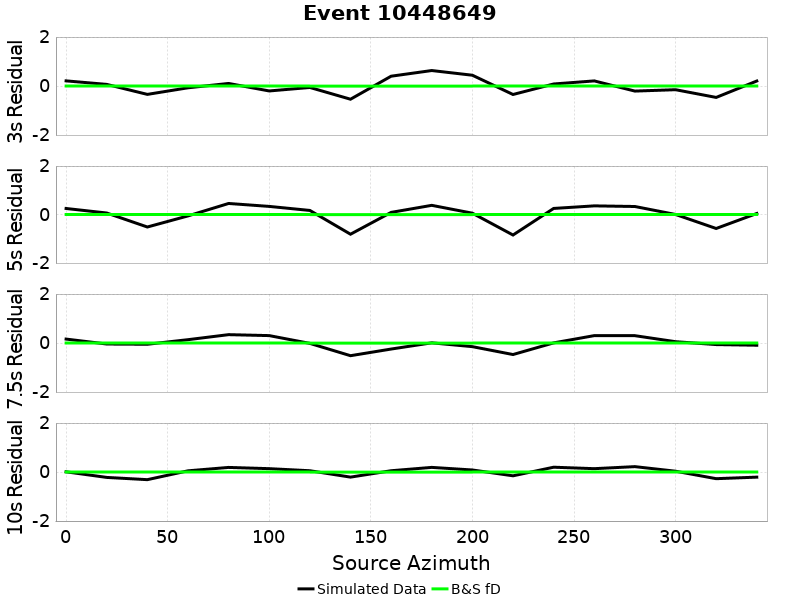 Event 10448649
3s Residual
2
0
-2
5s Residual
2
0
-2
7.5s Residual
2
0
-2
10s Residual
2
0
-2
0 50 100 150 200 250 300
Source Azimuth
Simulated Data B&S fD